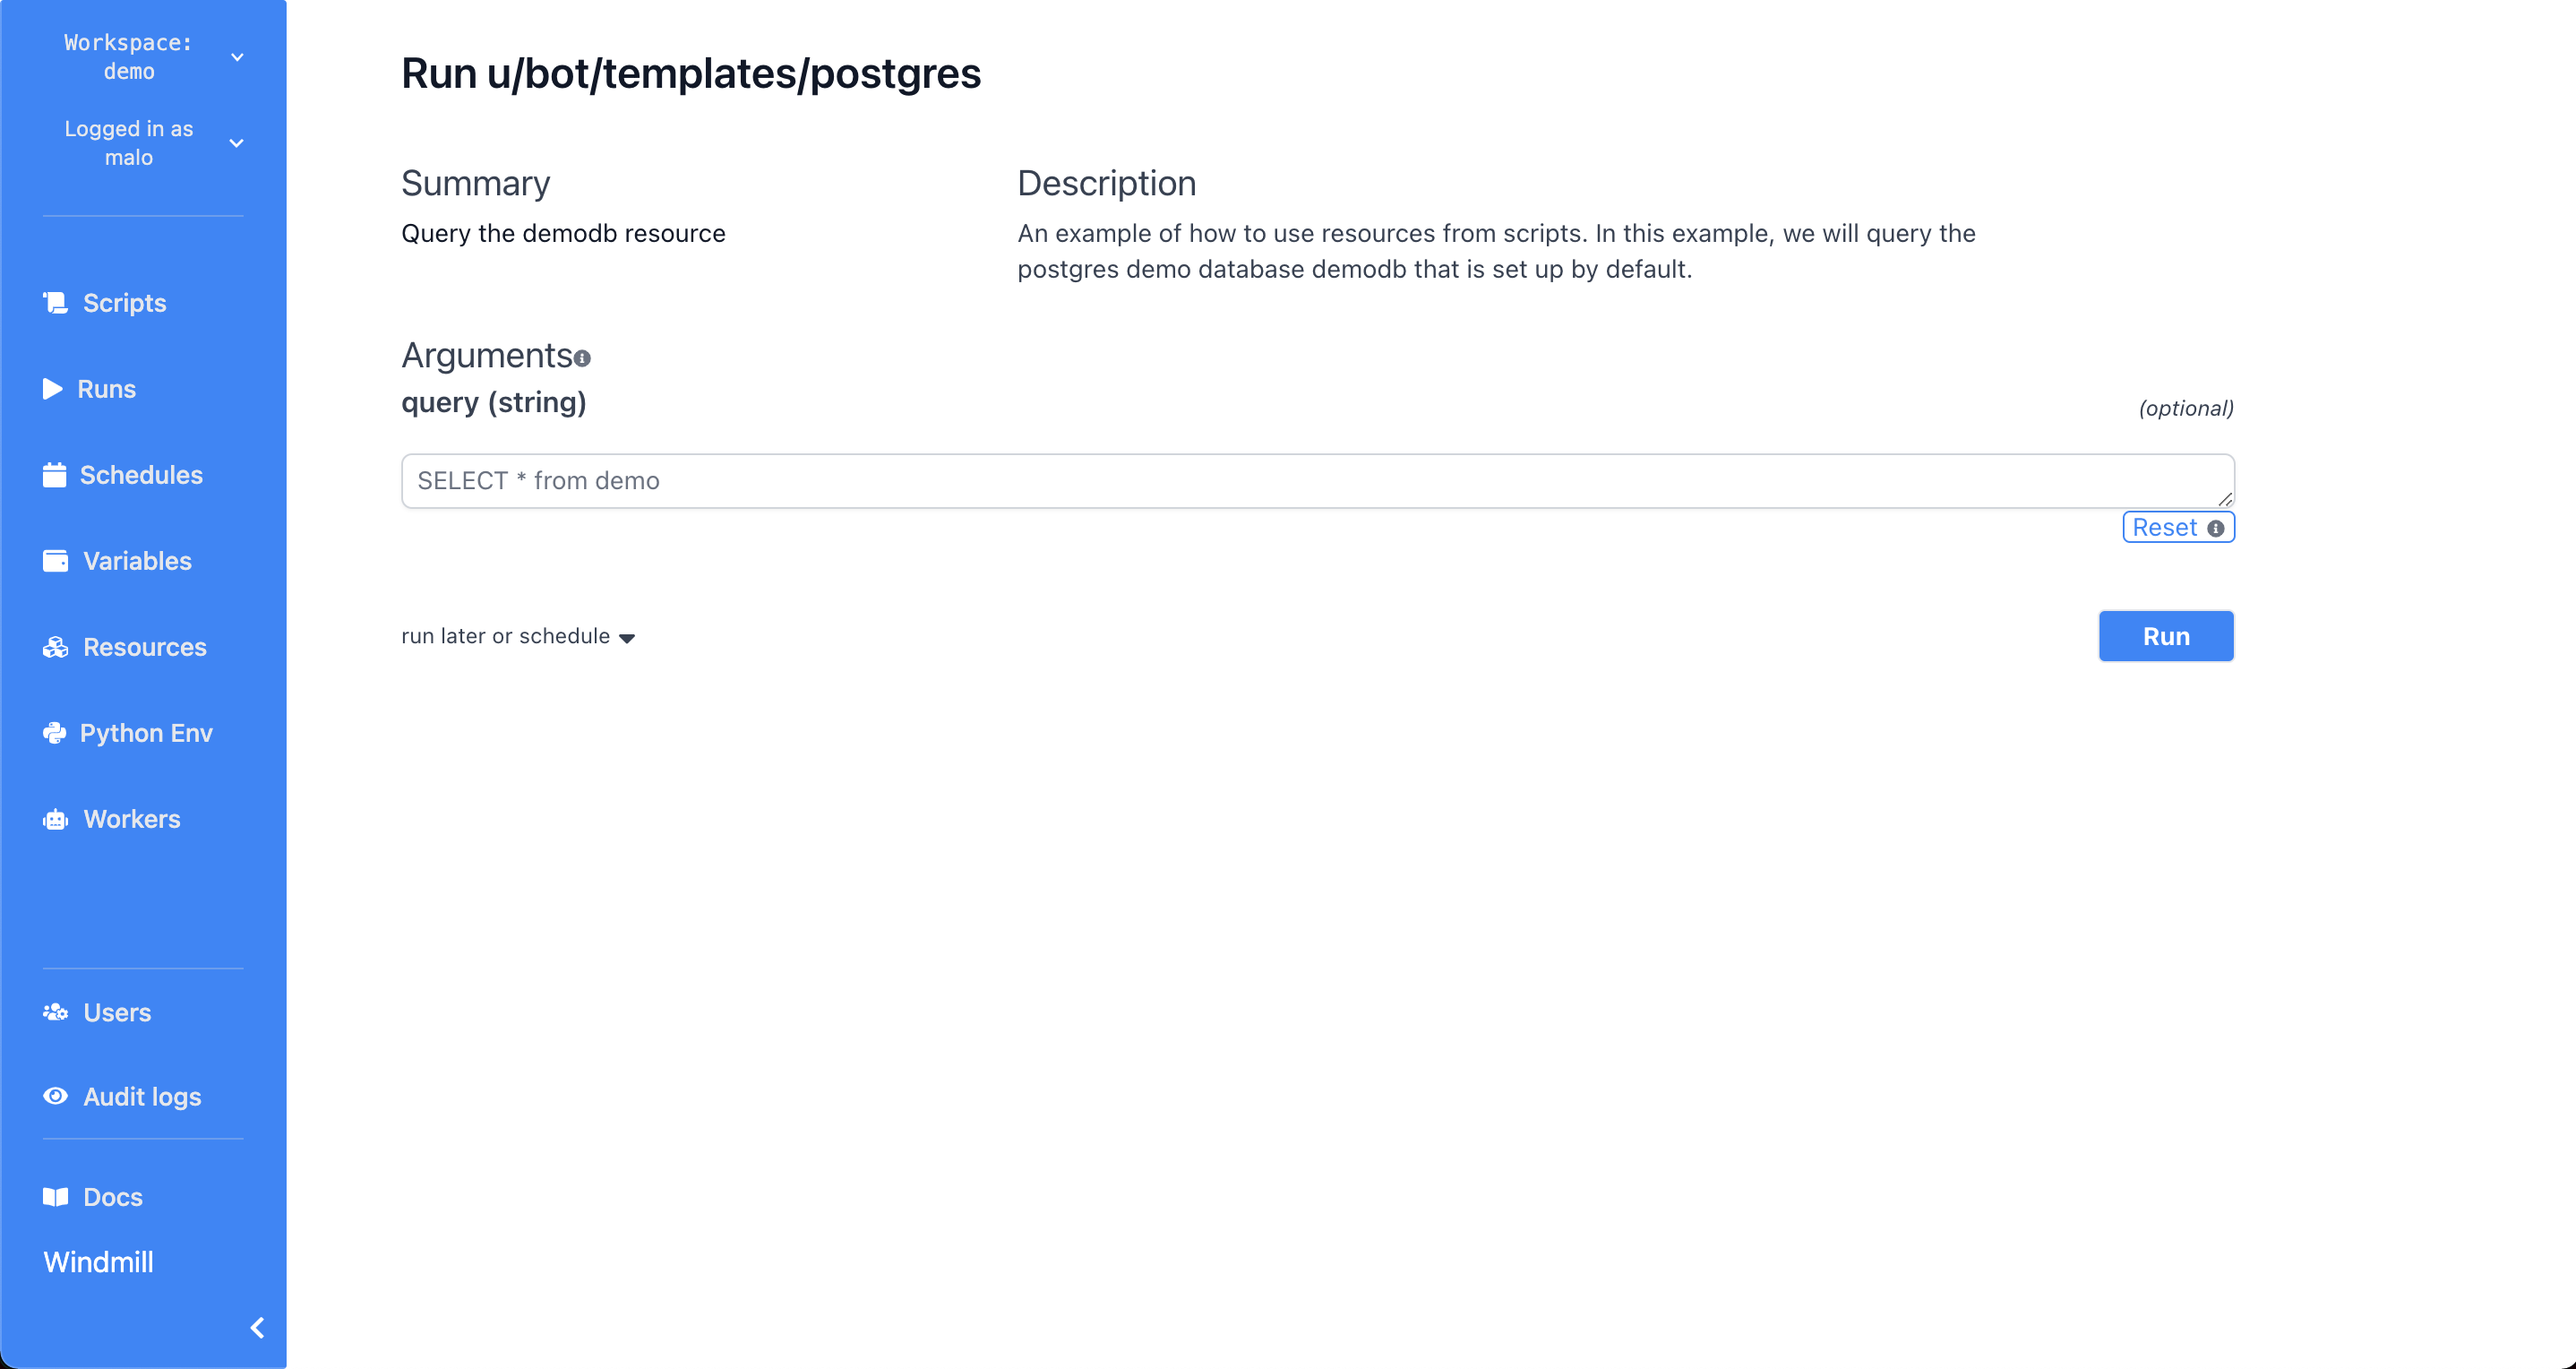 Workspace:
demo
Logged in as
malo
Scripts
Runs
Schedules
Variables
Resources
Python Env
Workers
Users
Audit logs
Docs
Windmill
Run u/bot/templates/postgres
Summary
Query the demodb resource
Description
An example of how to use resources from scripts. In this example, we will query the
postgres demo database demodb that is set up by default.
Arguments
query (string)
(optional)
SELECT * from demo
Reset
run later or schedule
Run